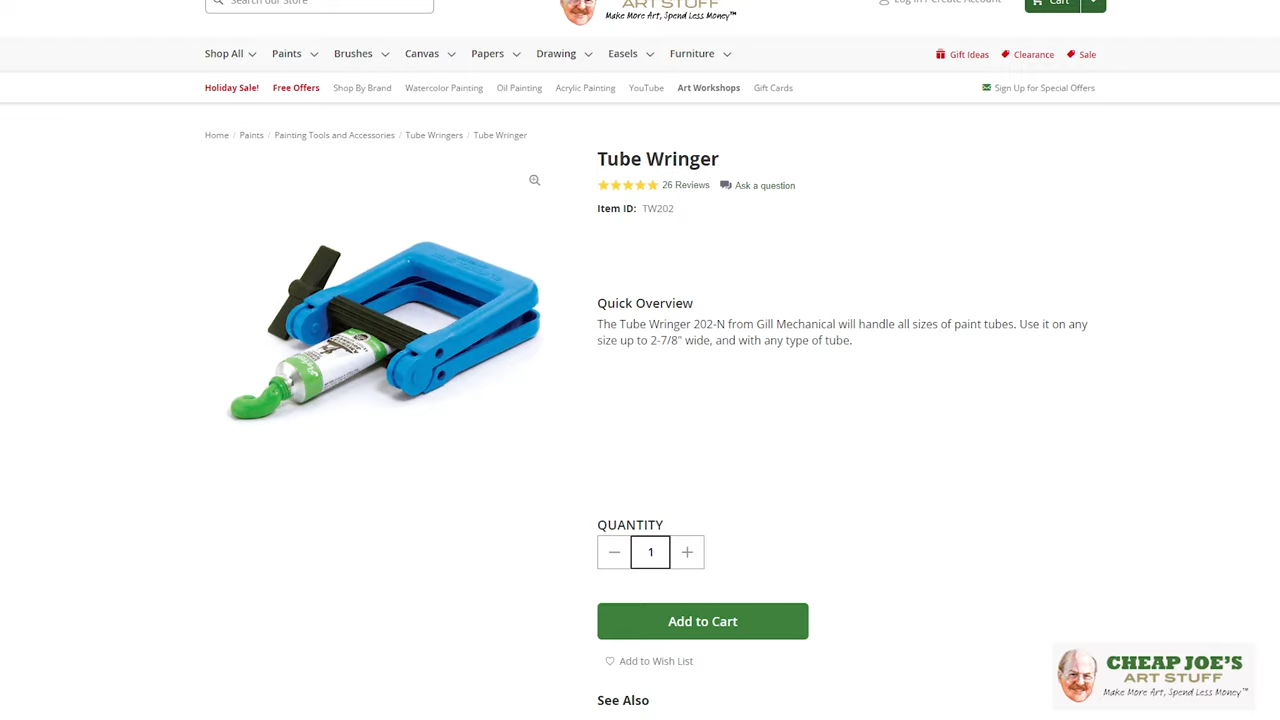 Search our Store
ART STUFF
Make More Art, Spend Less Money™
Log In / Create Account
Cart
Shop All
Paints
Brushes
Canvas
Papers
Drawing
Easels
Furniture
Gift Ideas
Clearance
Sale
Holiday Sale!
Free Offers
Shop By Brand
Watercolor Painting
Oil Painting
Acrylic Painting
YouTube
Art Workshops
Gift Cards
Sign Up for Special Offers
Home / Paints / Painting Tools and Accessories / Tube Wringers / Tube Wringer
Tube Wringer
26 Reviews
Ask a question
Item ID: TW202
Quick Overview
The Tube Wringer 202-N from Gill Mechanical will handle all sizes of paint tubes. Use it on any
size up to 2-7/8" wide, and with any type of tube.
QUANTITY
1
Add to Cart
Add to Wish List
See Also
CHEAP JOE'S
ART STUFF
Make More Art, Spend Less Money™